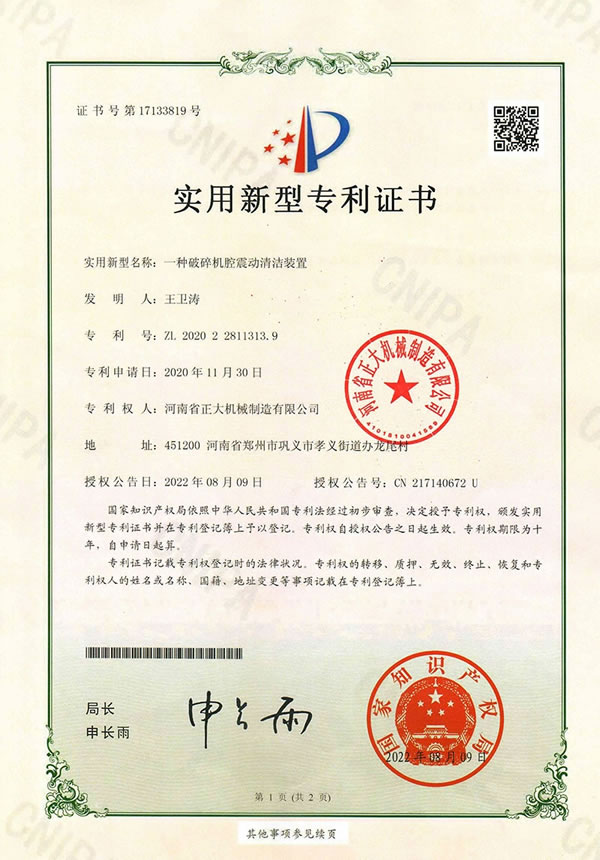 证书号第17133819号
实用新型专利证书
实用新型名称：一种破碎机腔震动清洁装置
发明人：王卫涛
专利号：ZL 2020 2 2811313.9
专利申请日：2020年11月30日
专利权人：河南省正大机械制造有限公司
地址：451200 河南省郑州市巩义市孝义街道办龙尾村
授权公告日：2022年08月09日 授权公告号：CN 217140672 U
河南省正大机械制造有限公司
4101810041589
国家知识产权局依照中华人民共和国专利法经过初步审查，决定授予专利权，颁发实用
新型专利证书并在专利登记簿上予以登记。专利权自授权公告之日起生效。专利权期限为十
年，自申请日起算。
专利证书记载专利权登记时的法律状况。专利权的转移、质押、无效、终止、恢复和专
利权人的姓名或名称、国籍、地址变更等事项记载在专利登记簿上。
局长
申长雨
申长雨
国家知识产权局
2022年08月09日
第 1 页 (共 2 页)
其他事项参见续页
CNIPA
CNIPA
CNIPA
CNIPA
CNIPA
CNIPA